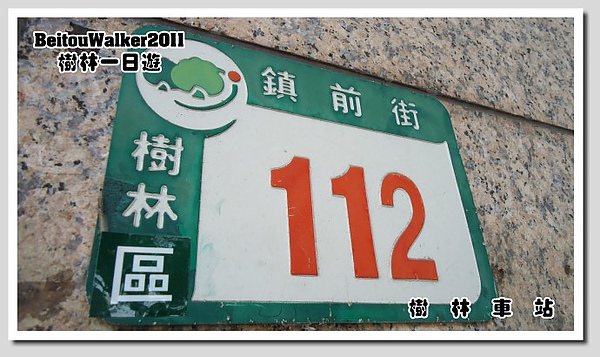 BeitouWalker2011
樹林一日遊
鎮前街
樹林區
112
樹林車站